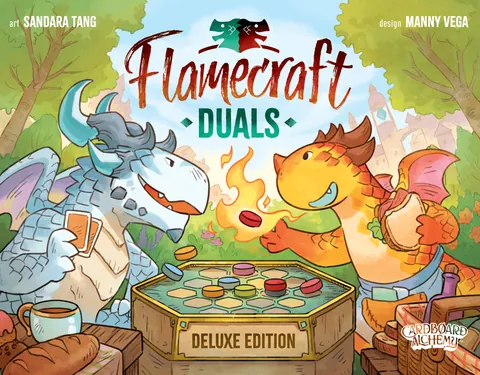 art SANDARA TANG
design MANNY VEGA
Flamecraft
DUALS
DELUXE EDITION
CARDBOARD
ALCHEMY